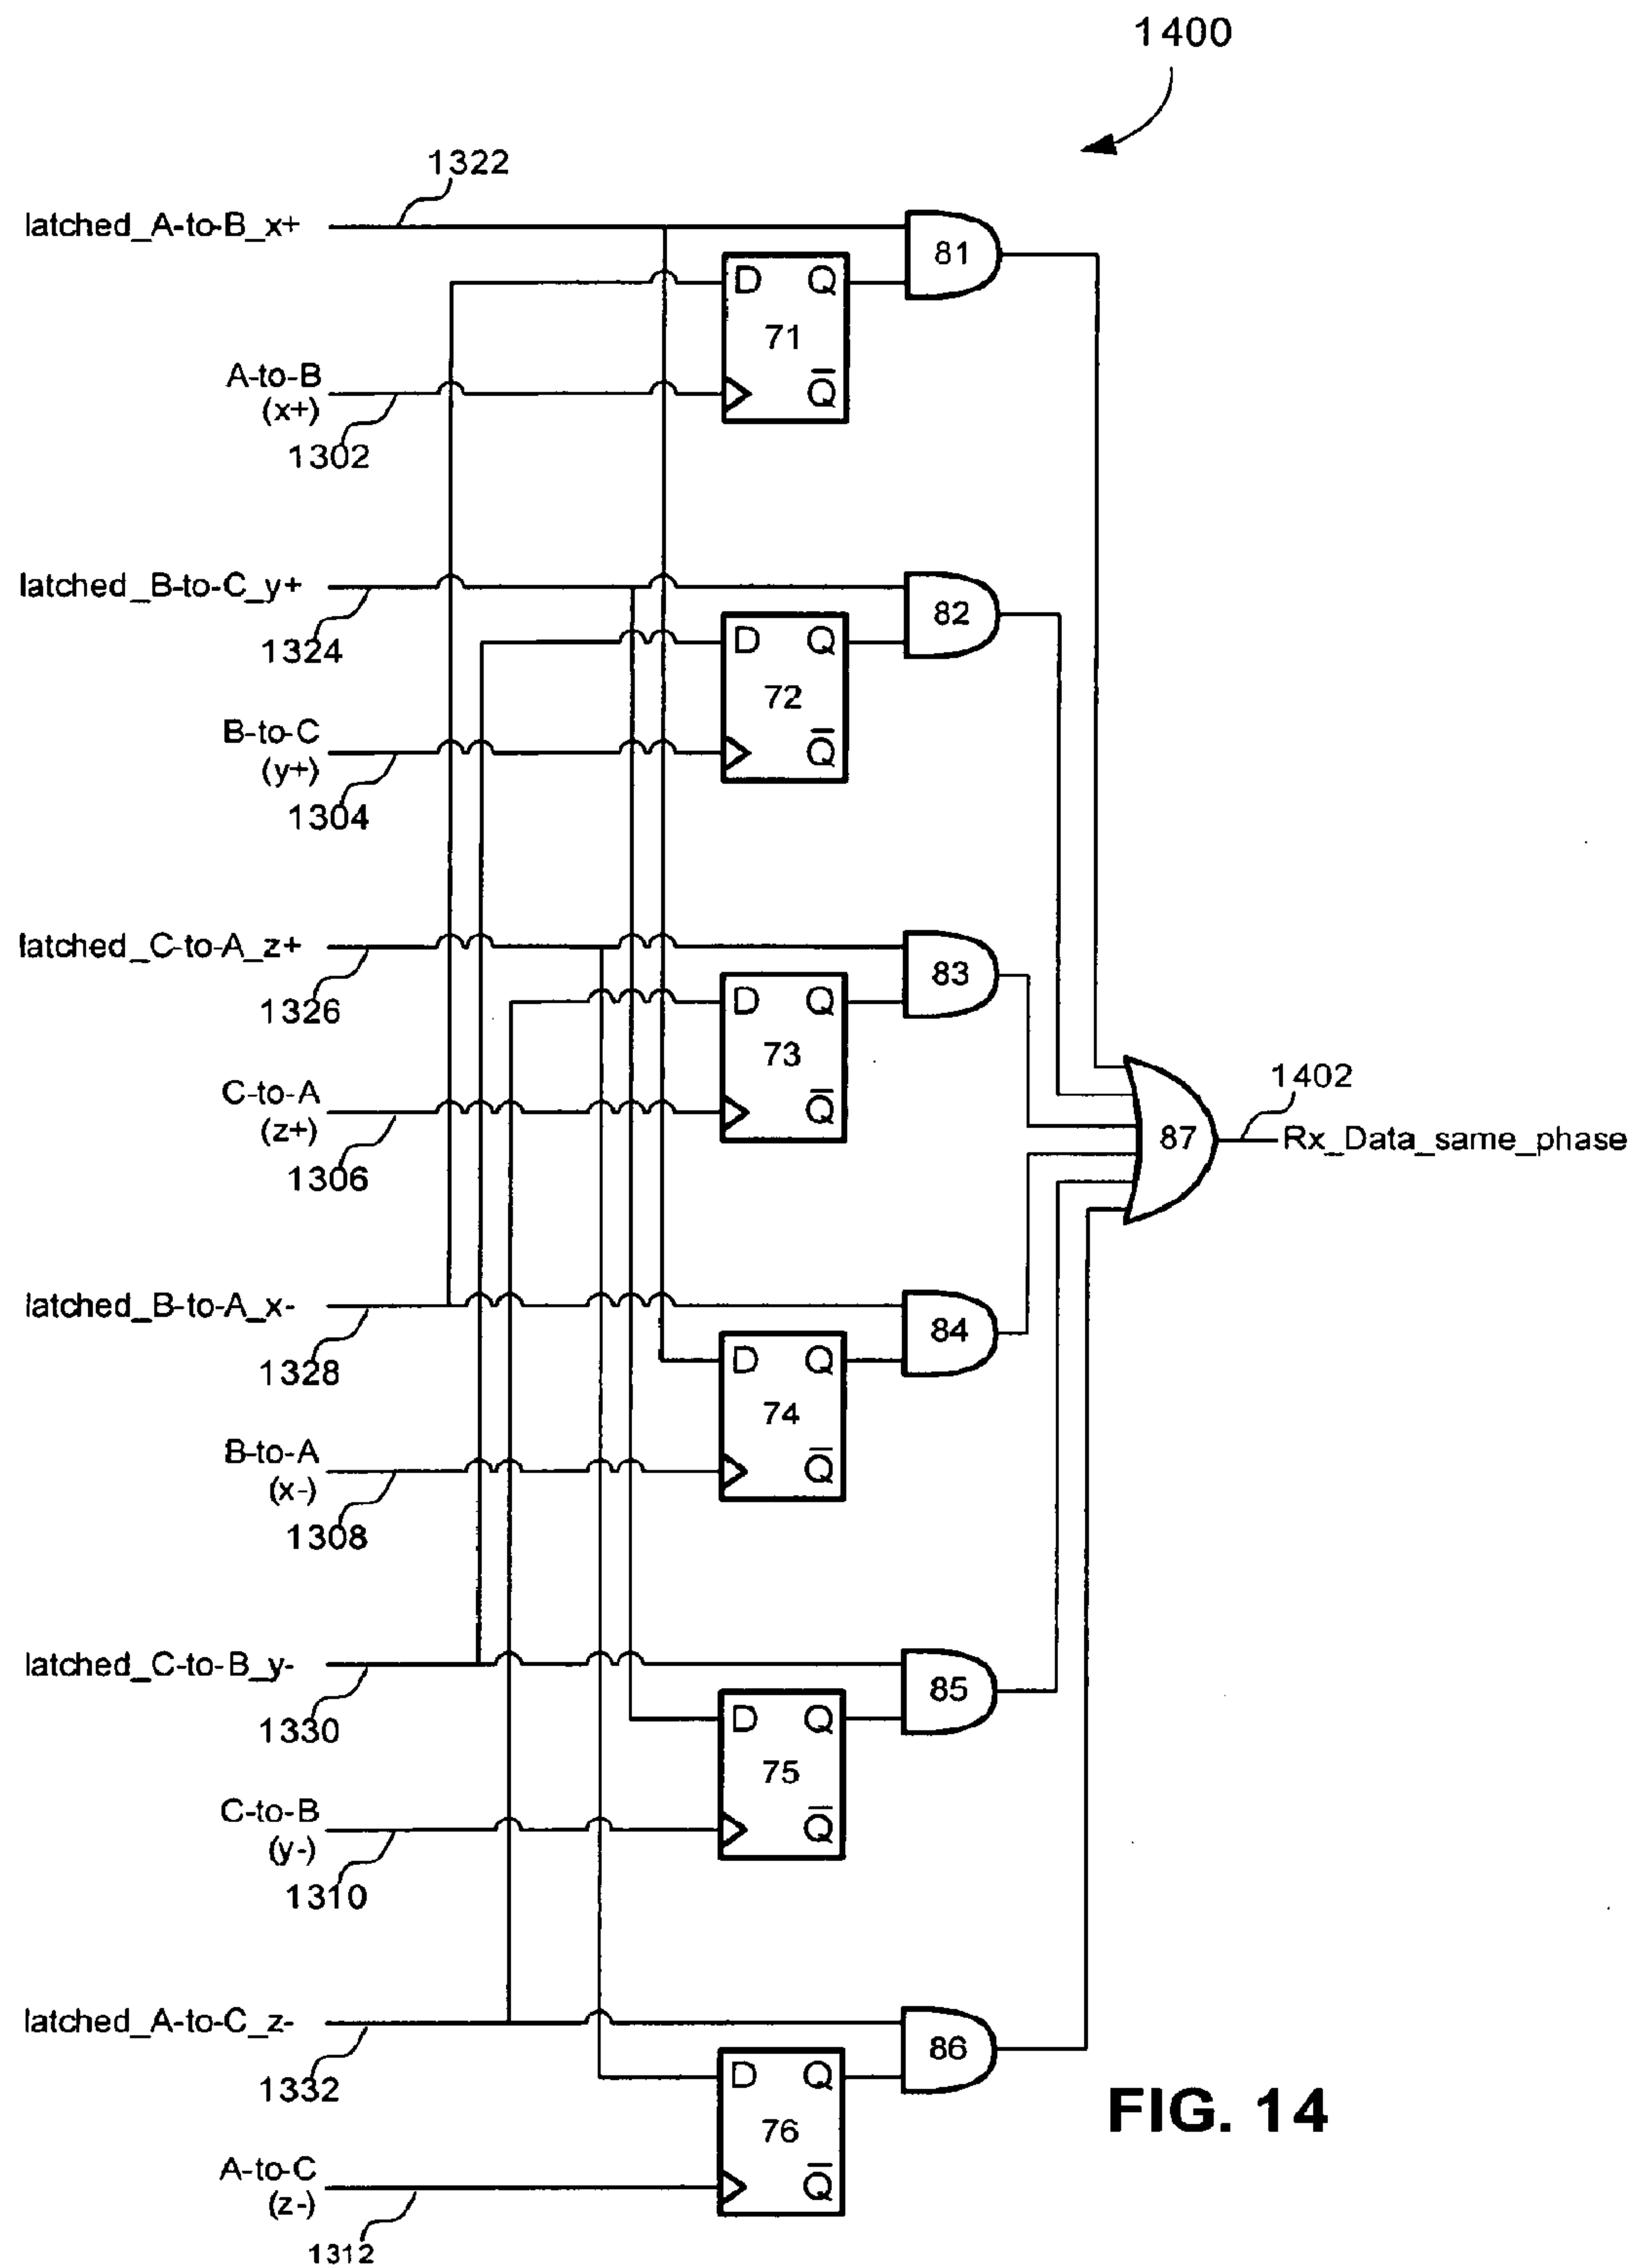 1400
1322
latched_A-to-B_x+
81
D Q
71
A-to-B
(x+)
Q̅
1302
latched_B-to-C_y+
82
1324
D Q
72
B-to-C
(y+)
Q̅
1304
latched_C-to-A_z+
83
1326
D Q
73
C-to-A
(z+)
Q̅
1306
1402
87
Rx_Data_same_phase
latched_B-to-A_x-
84
1328
D Q
74
B-to-A
(x-)
Q̅
1308
latched_C-to-B_y-
85
1330
D Q
75
C-to-B
(y-)
Q̅
1310
latched_A-to-C_z-
86
1332
D Q
76
A-to-C
(z-)
Q̅
1312
FIG. 14